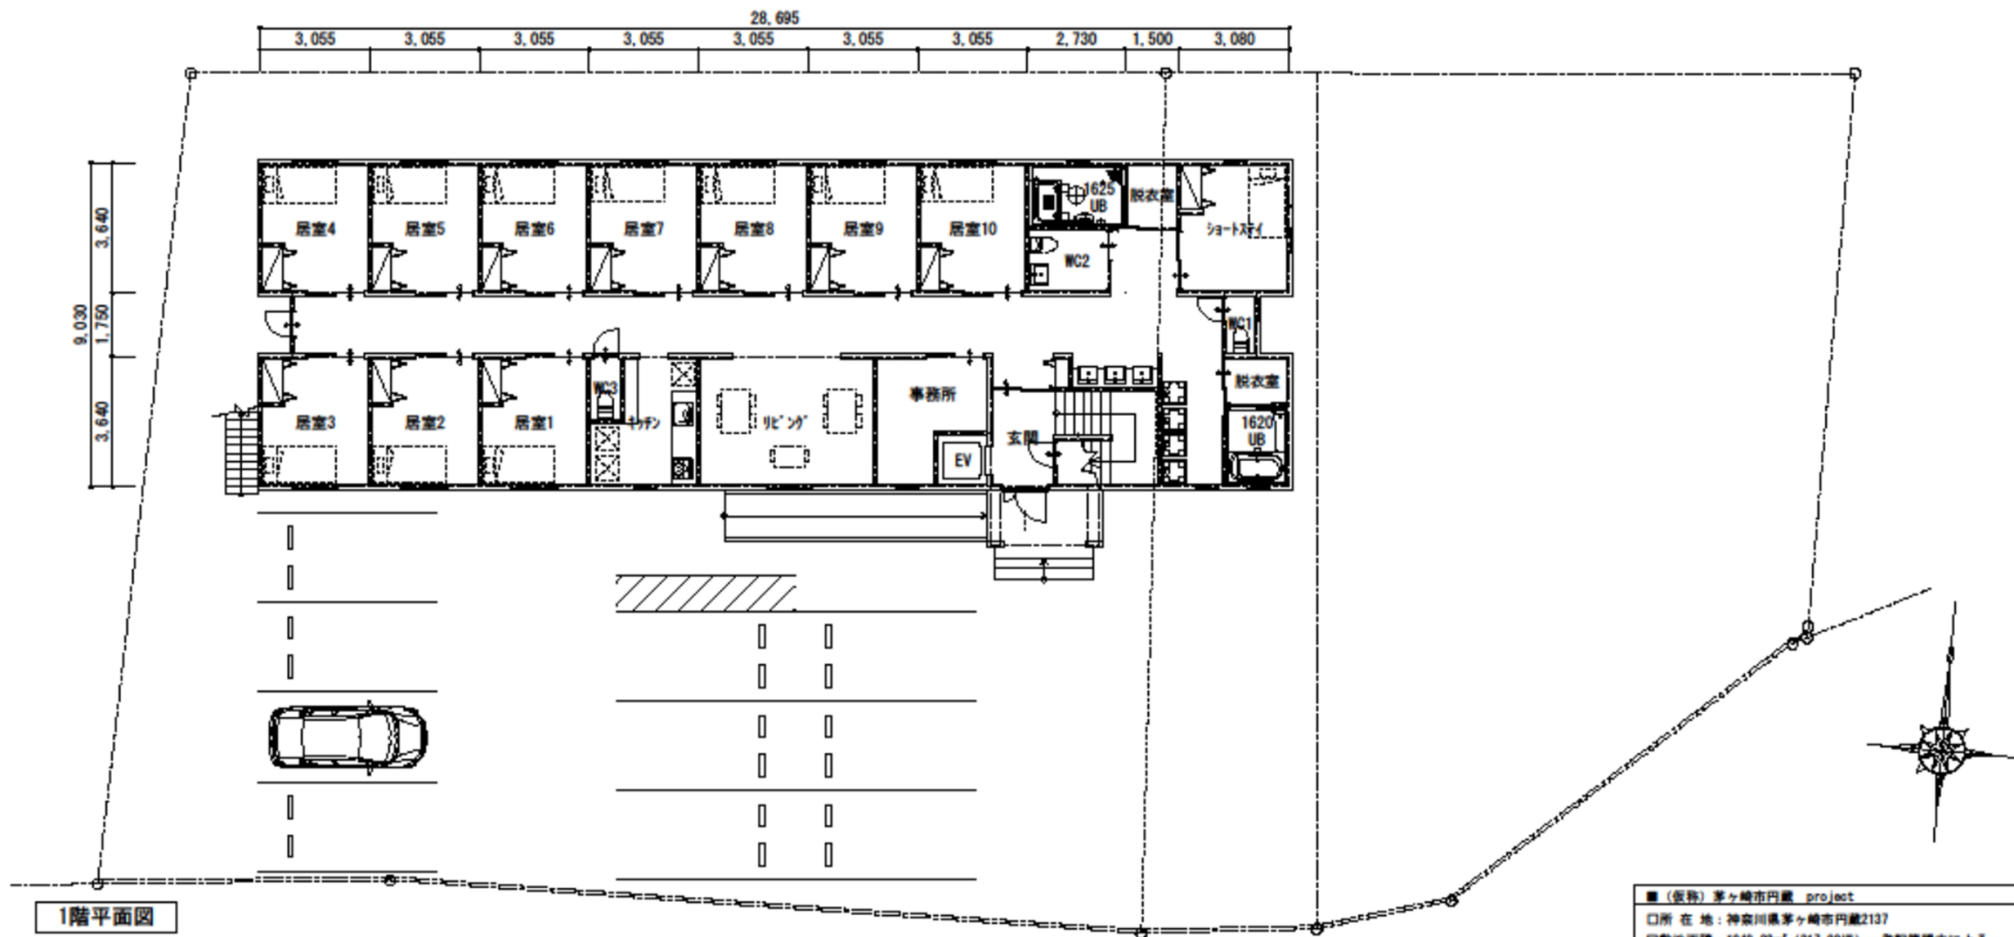 28,695
3,055 3,055 3,055 3,055 3,055 3,055 3,055 2,730 1,500 3,080
9,030
3,640
1,750
3,640
居室4 居室5 居室6 居室7 居室8 居室9 居室10
1625
UB
脱衣室
ショートステイ
WC2
WC1
居室3 居室2 居室1
WC3
キッチン
リビング
事務所
EV
玄関
脱衣室
1620
UB
1階平面図
■(仮称)茅ヶ崎市円蔵 project
□所 在 地:神奈川県茅ヶ崎市円蔵2137